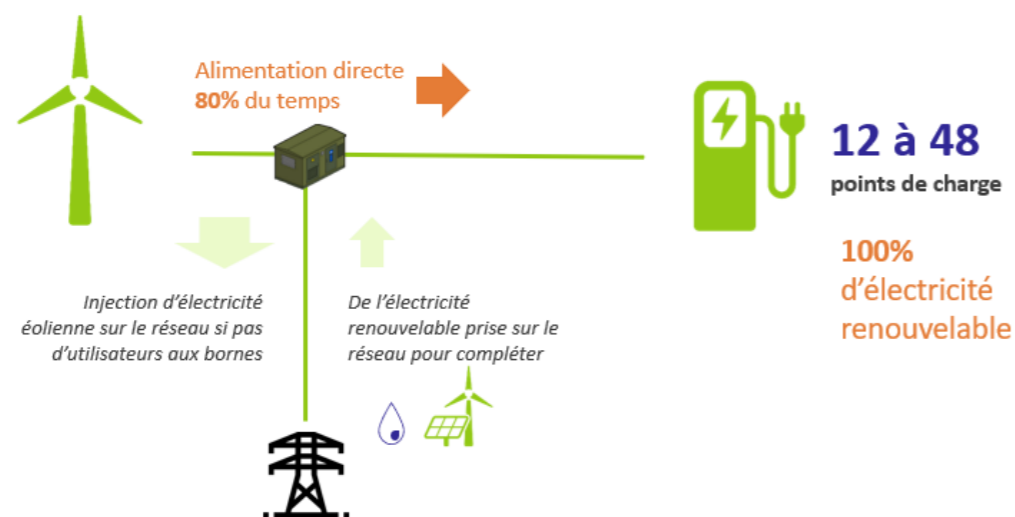 Alimentation directe
80% du temps
12 à 48
points de charge
100%
d'électricité
renouvelable
Injection d'électricité
éolienne sur le réseau si pas
d'utilisateurs aux bornes
De l'électricité
renouvelable prise sur le
réseau pour compléter